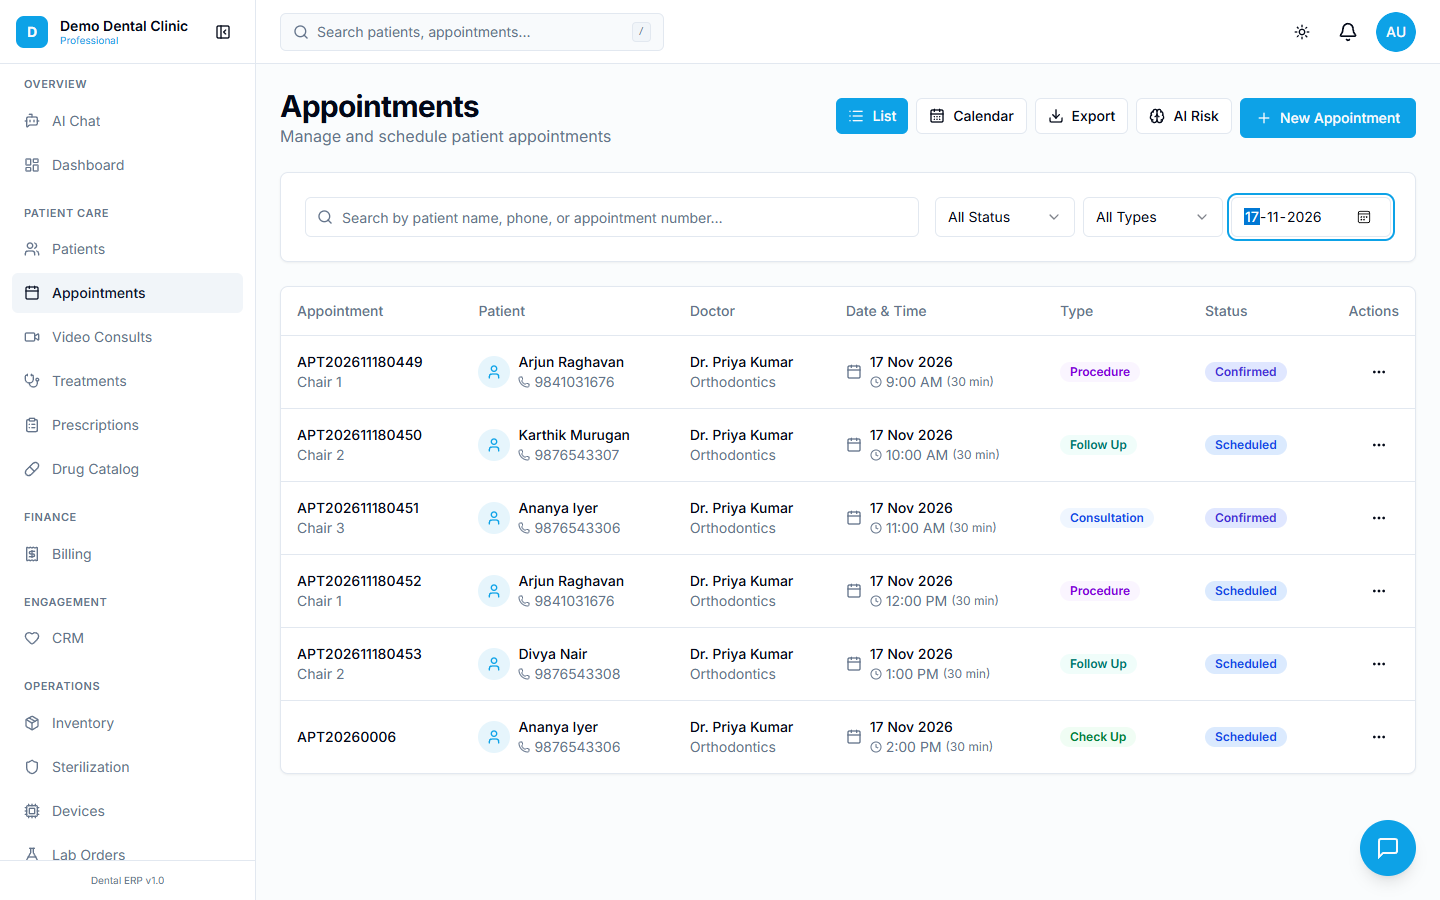 D
Demo Dental Clinic
Professional
Search patients, appointments...
/
AU
OVERVIEW
AI Chat
Dashboard
PATIENT CARE
Patients
Appointments
Video Consults
Treatments
Prescriptions
Drug Catalog
FINANCE
Billing
ENGAGEMENT
CRM
OPERATIONS
Inventory
Sterilization
Devices
Lab Orders
Dental ERP v1.0
Appointments
Manage and schedule patient appointments
List
Calendar
Export
AI Risk
New Appointment
Search by patient name, phone, or appointment number...
All Status
All Types
17-11-2026
Appointment Patient Doctor Date & Time Type Status Actions
APT202611180449 Arjun Raghavan Dr. Priya Kumar 17 Nov 2026 Procedure Confirmed
Chair 1 9841031676 Orthodontics 9:00 AM (30 min)
APT202611180450 Karthik Murugan Dr. Priya Kumar 17 Nov 2026 Follow Up Scheduled
Chair 2 9876543307 Orthodontics 10:00 AM (30 min)
APT202611180451 Ananya Iyer Dr. Priya Kumar 17 Nov 2026 Consultation Confirmed
Chair 3 9876543306 Orthodontics 11:00 AM (30 min)
APT202611180452 Arjun Raghavan Dr. Priya Kumar 17 Nov 2026 Procedure Scheduled
Chair 1 9841031676 Orthodontics 12:00 PM (30 min)
APT202611180453 Divya Nair Dr. Priya Kumar 17 Nov 2026 Follow Up Scheduled
Chair 2 9876543308 Orthodontics 1:00 PM (30 min)
APT20260006 Ananya Iyer Dr. Priya Kumar 17 Nov 2026 Check Up Scheduled
9876543306 Orthodontics 2:00 PM (30 min)